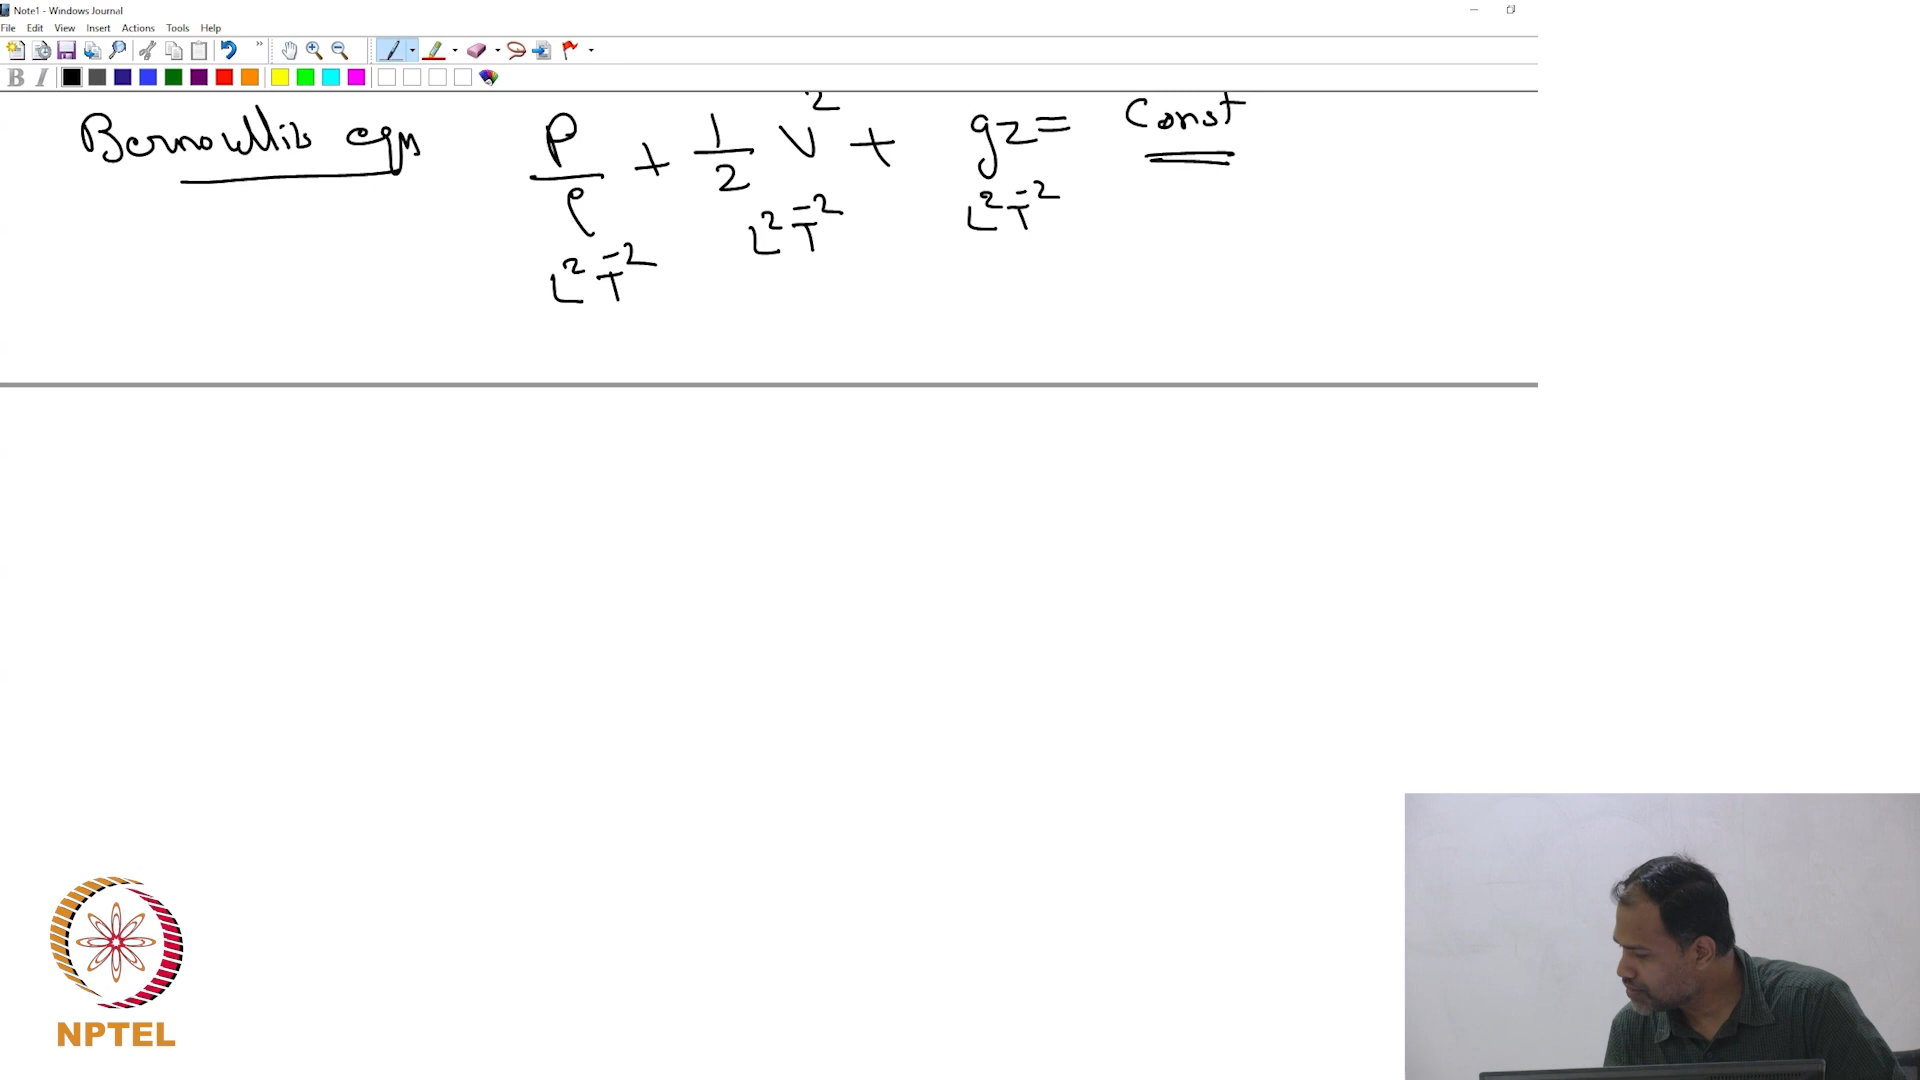 Note1 - Windows Journal
File Edit View Insert Actions Tools Help
B I
Bernoullis eqn P/ρ + 1/2 V² + gz = Const
L²T⁻² L²T⁻² L²T⁻²
NPTEL